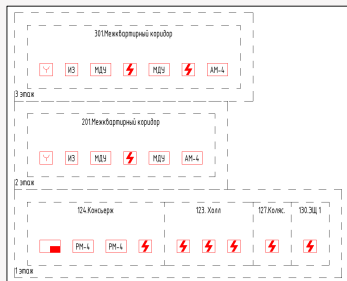 301.Межквартирный коридор
ИЗ МДУ МДУ АМ-4
3 этаж
201.Межквартирный коридор
ИЗ МДУ МДУ АМ-4
2 этаж
124.Консьерж 123. Холл 127.Коляс. 130.ЭЩ 1
РМ-4 РМ-4
1 этаж